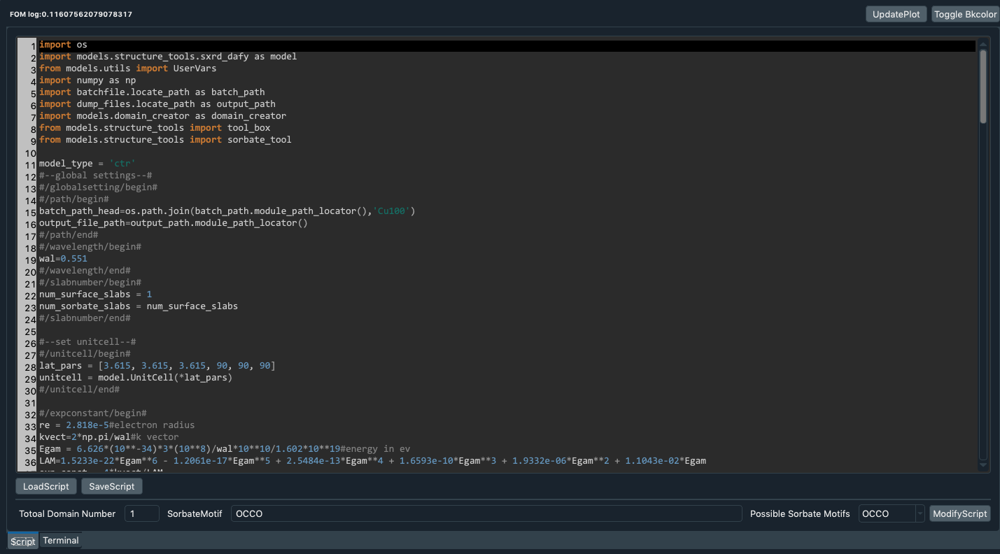 FOM log:0.11607562079078317
UpdatePlot Toggle Bkcolor
1 import os
2 import models.structure_tools.sxrd_dafy as model
3 from models.utils import UserVars
4 import numpy as np
5 import batchfile.locate_path as batch_path
6 import dump_files.locate_path as output_path
7 import models.domain_creator as domain_creator
8 from models.structure_tools import tool_box
9 from models.structure_tools import sorbate_tool
10
11 model_type = 'ctr'
12 #--global settings--#
13 #/globalsetting/begin#
14 #/path/begin#
15 batch_path_head=os.path.join(batch_path.module_path_locator(),'Cu100')
16 output_file_path=output_path.module_path_locator()
17 #/path/end#
18 #/wavelength/begin#
19 wal=0.551
20 #/wavelength/end#
21 #/slabnumber/begin#
22 num_surface_slabs = 1
23 num_sorbate_slabs = num_surface_slabs
24 #/slabnumber/end#
25
26 #--set unitcell--#
27 #/unitcell/begin#
28 lat_pars = [3.615, 3.615, 3.615, 90, 90, 90]
29 unitcell = model.UnitCell(*lat_pars)
30 #/unitcell/end#
31
32 #/expconstant/begin#
33 re = 2.818e-5#electron radius
34 kvect=2*np.pi/wal#k vector
35 Egam = 6.626*(10**-34)*3*(10**8)/wal*10**10/1.602*10**19#energy in ev
36 LAM=1.5233e-22*Egam**6 - 1.2061e-17*Egam**5 + 2.5484e-13*Egam**4 + 1.6593e-10*Egam**3 + 1.9332e-06*Egam**2 + 1.1043e-02*Egam
LoadScript SaveScript
Totoal Domain Number 1 SorbateMotif OCCO Possible Sorbate Motifs OCCO ModifyScript
Script Terminal